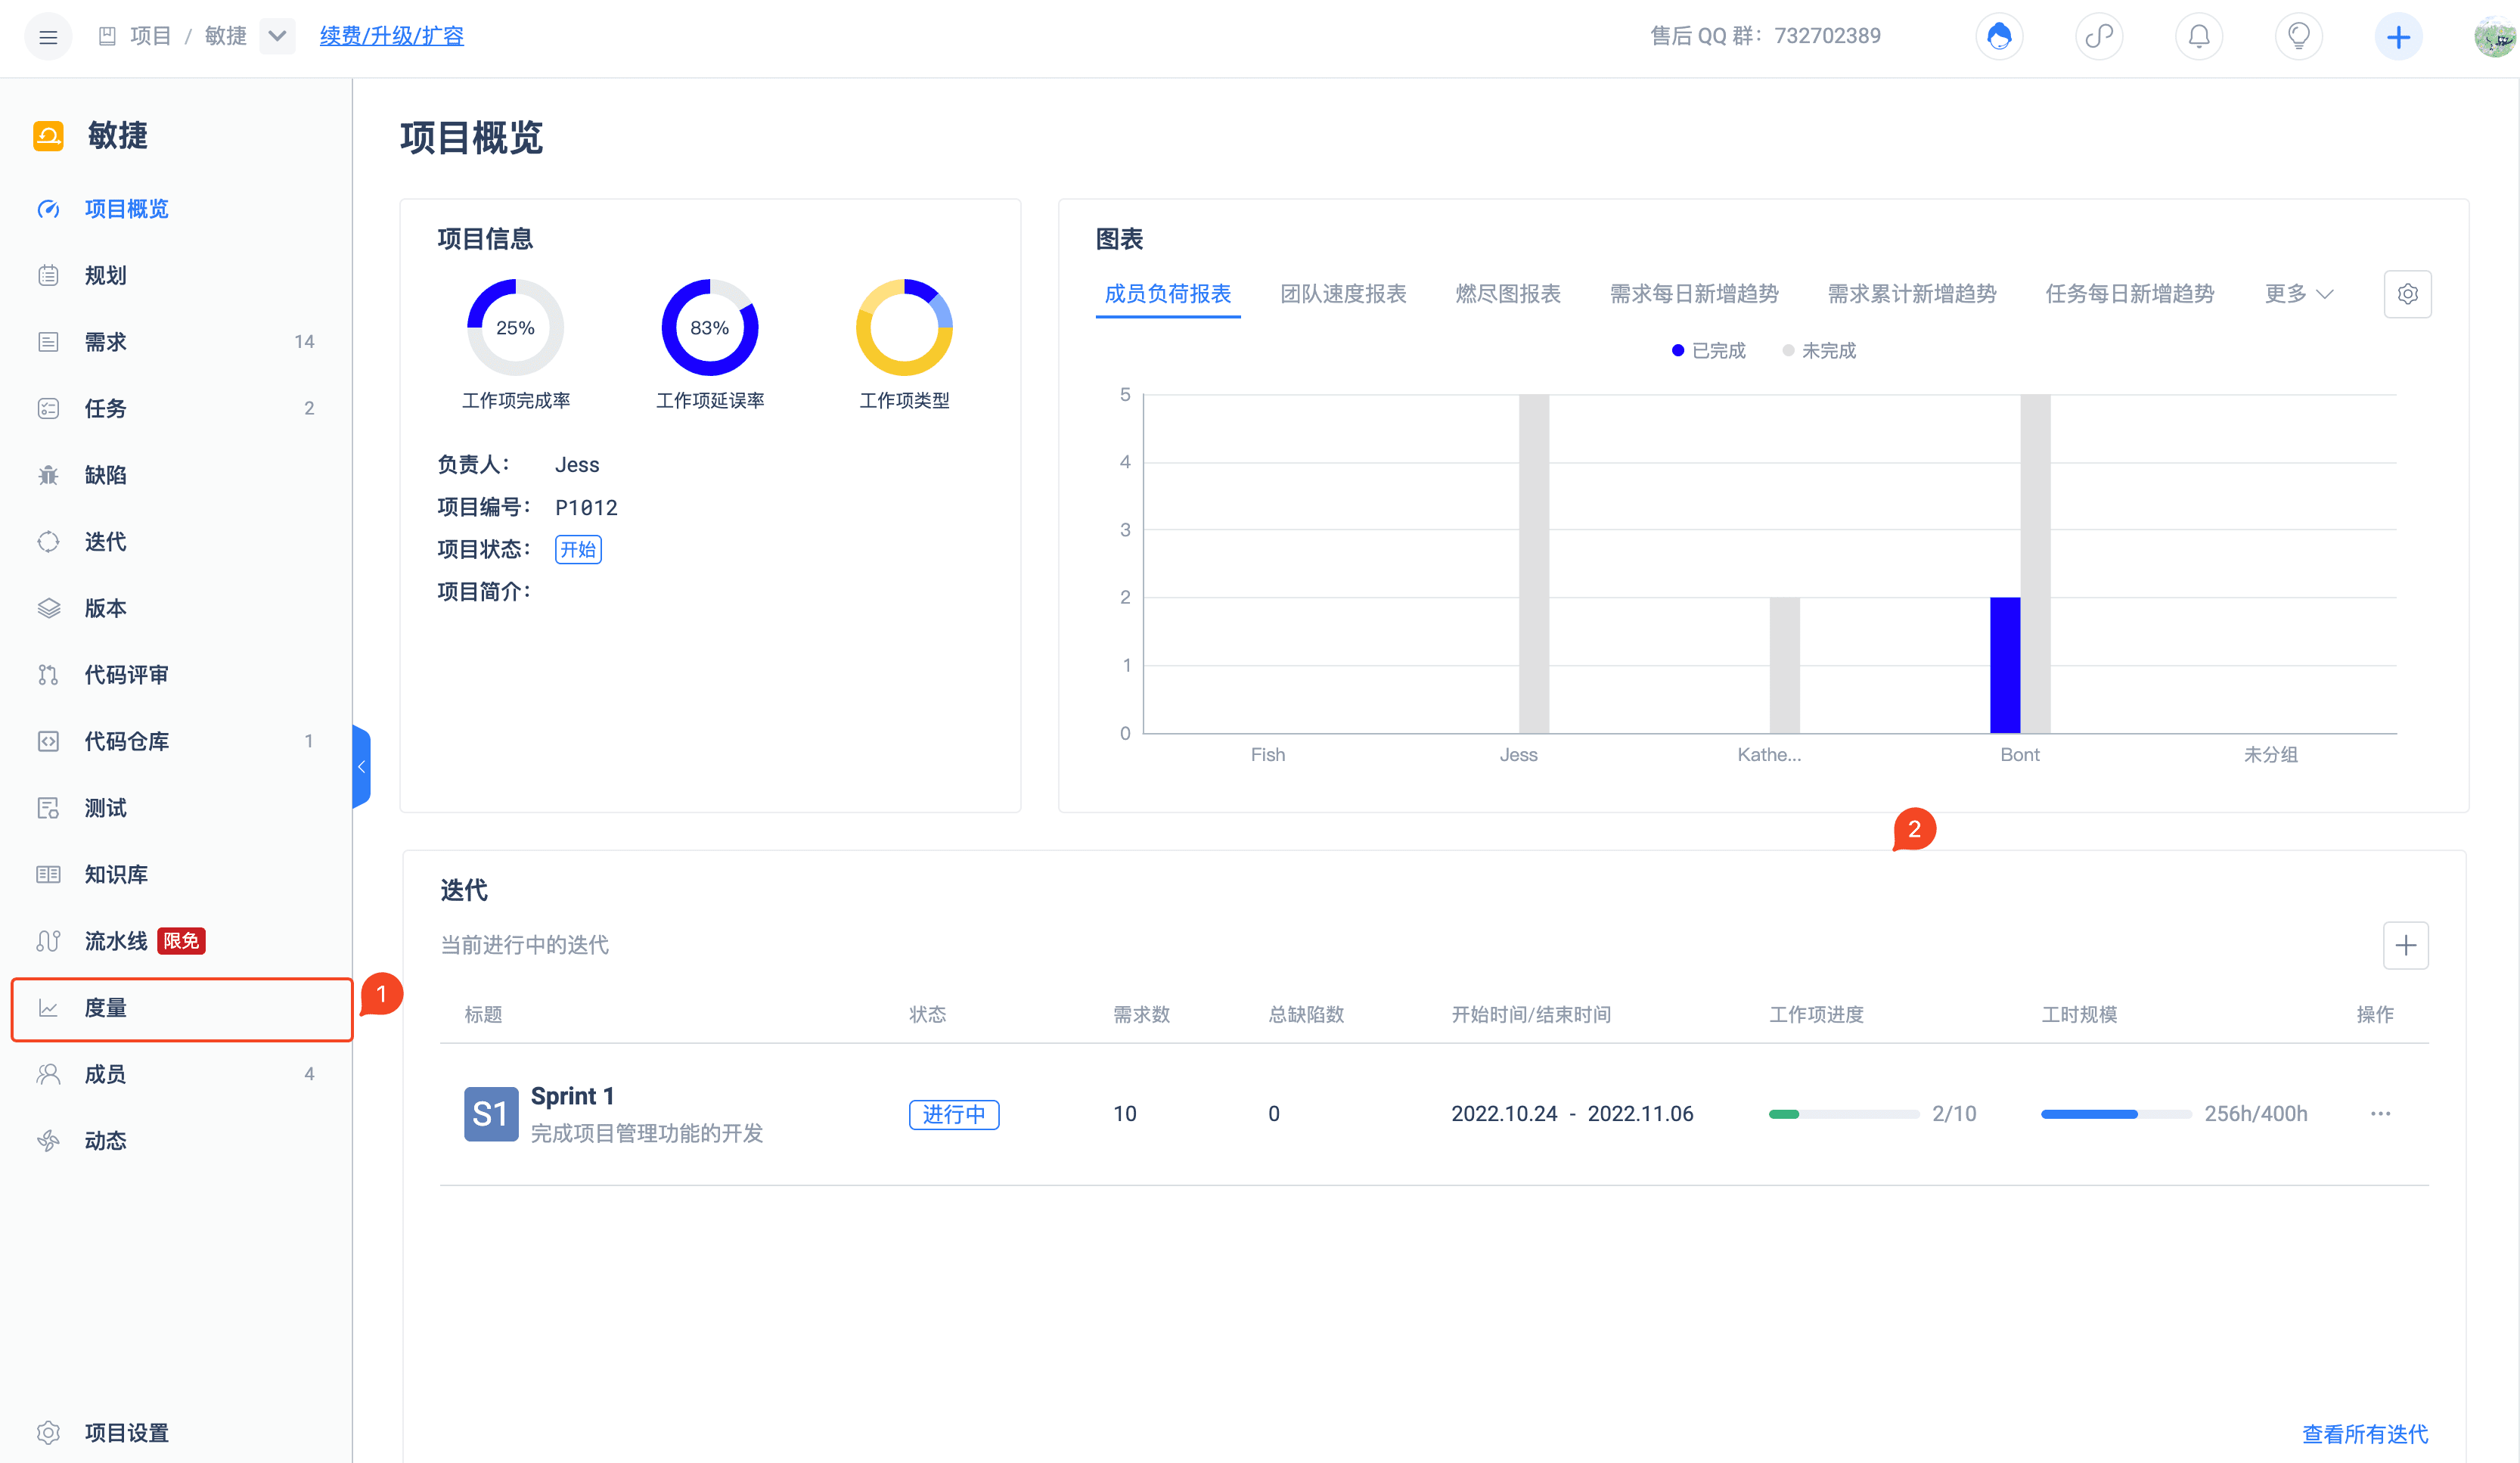 项目 / 敏捷
续费/升级/扩容
售后 QQ 群：732702389
敏捷
项目概览
规划
需求 14
任务 2
缺陷
迭代
版本
代码评审
代码仓库 1
测试
知识库
流水线 限免
度量
1
成员 4
动态
项目设置
项目概览
项目信息
25%
83%
工作项完成率
工作项延误率
工作项类型
负责人： Jess
项目编号： P1012
项目状态： 开始
项目简介：
图表
成员负荷报表 团队速度报表 燃尽图报表 需求每日新增趋势 需求累计新增趋势 任务每日新增趋势 更多
已完成 未完成
5
4
3
2
1
0
Fish Jess Kathe... Bont 未分组
2
迭代
当前进行中的迭代
标题 状态 需求数 总缺陷数 开始时间/结束时间 工作项进度 工时规模 操作
S1 Sprint 1
完成项目管理功能的开发
进行中 10 0 2022.10.24 - 2022.11.06 2/10 256h/400h ···
查看所有迭代